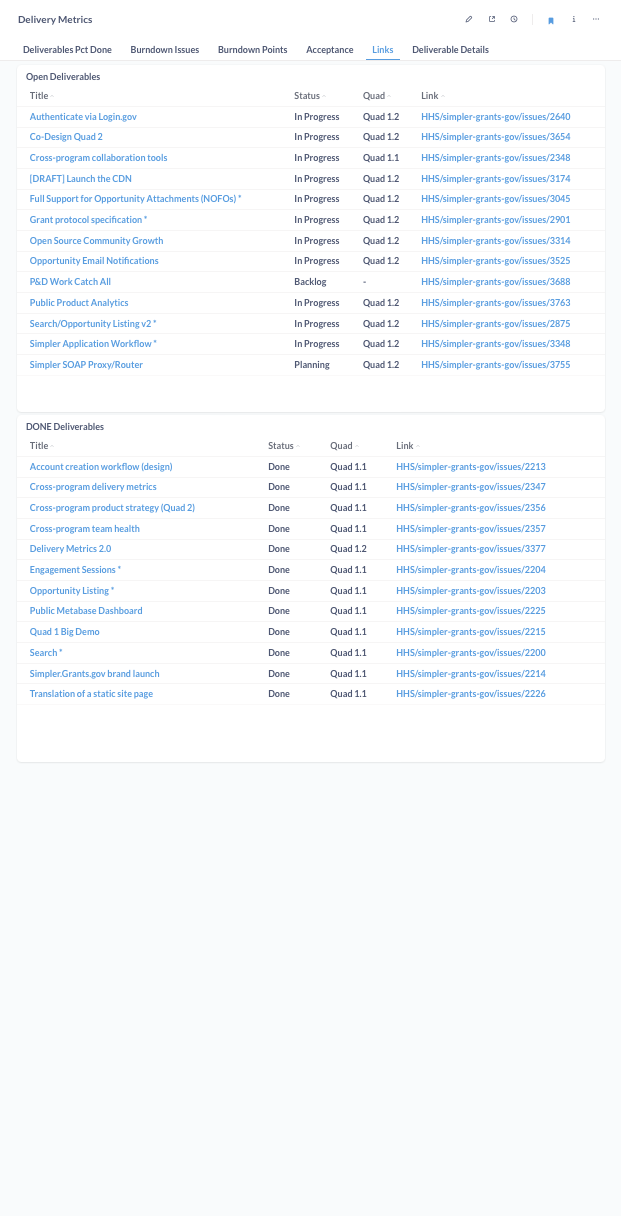 Delivery Metrics
Deliverables Pct Done Burndown Issues Burndown Points Acceptance Links Deliverable Details
Open Deliverables
Title Status Quad Link
Authenticate via Login.gov In Progress Quad 1.2 HHS/simpler-grants-gov/issues/2640
Co-Design Quad 2 In Progress Quad 1.2 HHS/simpler-grants-gov/issues/3654
Cross-program collaboration tools In Progress Quad 1.1 HHS/simpler-grants-gov/issues/2348
[DRAFT] Launch the CDN In Progress Quad 1.2 HHS/simpler-grants-gov/issues/3174
Full Support for Opportunity Attachments (NOFOs) * In Progress Quad 1.2 HHS/simpler-grants-gov/issues/3045
Grant protocol specification * In Progress Quad 1.2 HHS/simpler-grants-gov/issues/2901
Open Source Community Growth In Progress Quad 1.2 HHS/simpler-grants-gov/issues/3314
Opportunity Email Notifications In Progress Quad 1.2 HHS/simpler-grants-gov/issues/3525
P&D Work Catch All Backlog - HHS/simpler-grants-gov/issues/3688
Public Product Analytics In Progress Quad 1.2 HHS/simpler-grants-gov/issues/3763
Search/Opportunity Listing v2 * In Progress Quad 1.2 HHS/simpler-grants-gov/issues/2875
Simpler Application Workflow * In Progress Quad 1.2 HHS/simpler-grants-gov/issues/3348
Simpler SOAP Proxy/Router Planning Quad 1.2 HHS/simpler-grants-gov/issues/3755
DONE Deliverables
Title Status Quad Link
Account creation workflow (design) Done Quad 1.1 HHS/simpler-grants-gov/issues/2213
Cross-program delivery metrics Done Quad 1.1 HHS/simpler-grants-gov/issues/2347
Cross-program product strategy (Quad 2) Done Quad 1.1 HHS/simpler-grants-gov/issues/2356
Cross-program team health Done Quad 1.1 HHS/simpler-grants-gov/issues/2357
Delivery Metrics 2.0 Done Quad 1.2 HHS/simpler-grants-gov/issues/3377
Engagement Sessions * Done Quad 1.1 HHS/simpler-grants-gov/issues/2204
Opportunity Listing * Done Quad 1.1 HHS/simpler-grants-gov/issues/2203
Public Metabase Dashboard Done Quad 1.1 HHS/simpler-grants-gov/issues/2225
Quad 1 Big Demo Done Quad 1.1 HHS/simpler-grants-gov/issues/2215
Search * Done Quad 1.1 HHS/simpler-grants-gov/issues/2200
Simpler.Grants.gov brand launch Done Quad 1.1 HHS/simpler-grants-gov/issues/2214
Translation of a static site page Done Quad 1.1 HHS/simpler-grants-gov/issues/2226